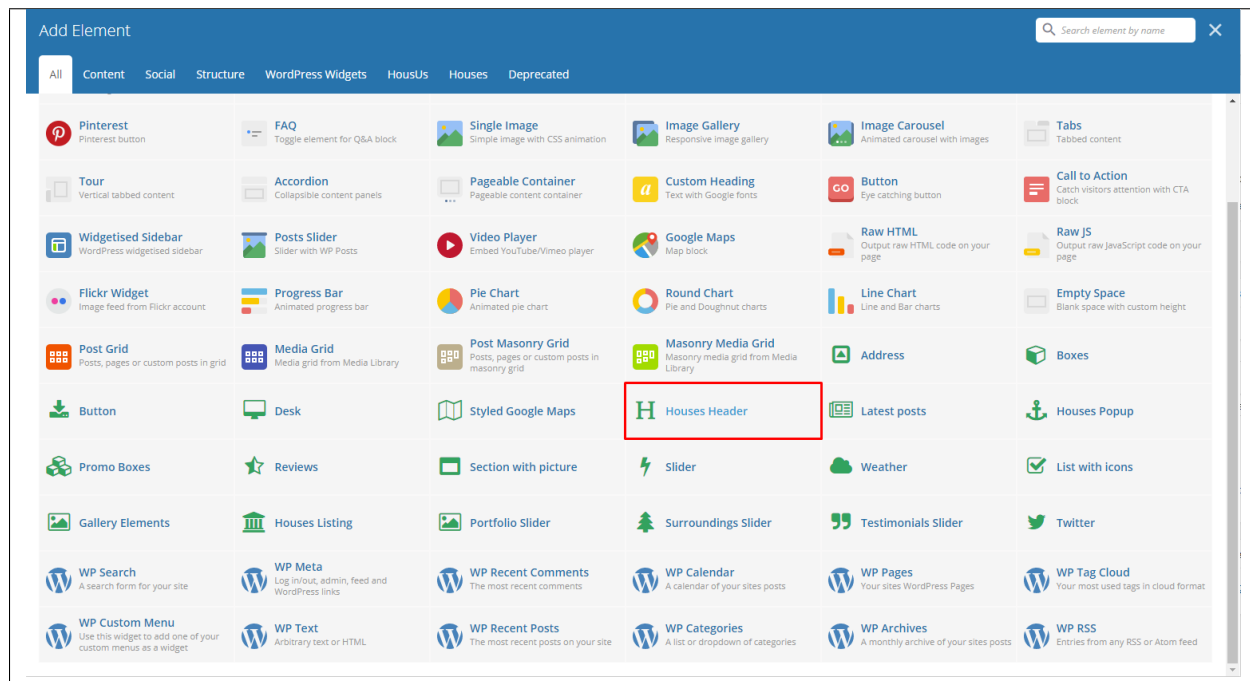 Add Element
Search element by name
All Content Social Structure WordPress Widgets HousUs Houses Deprecated
Pinterest
Pinterest button
FAQ
Toggle element for Q&A block
Single Image
Simple image with CSS animation
Image Gallery
Responsive image gallery
Image Carousel
Animated carousel with images
Tabs
Tabbed content
Tour
Vertical tabbed content
Accordion
Collapsible content panels
Pageable Container
Pageable content container
a
Custom Heading
Text with Google fonts
GO
Button
Eye catching button
Call to Action
Catch visitors attention with CTA
block
Widgetised Sidebar
WordPress widgetised sidebar
Posts Slider
Slider with WP Posts
Video Player
Embed YouTube/Vimeo player
Google Maps
Map block
Raw HTML
Output raw HTML code on your
page
Raw JS
Output raw JavaScript code on your
page
Flickr Widget
Image feed from Flickr account
Progress Bar
Animated progress bar
Pie Chart
Animated pie chart
Round Chart
Pie and Doughnut charts
Line Chart
Line and Bar charts
Empty Space
Blank space with custom height
Post Grid
Posts, pages or custom posts in grid
Media Grid
Media grid from Media Library
Post Masonry Grid
Posts, pages or custom posts in
masonry grid
Masonry Media Grid
Masonry media grid from Media
Library
Address
Boxes
Button
Desk
Styled Google Maps
H Houses Header
Latest posts
Houses Popup
Promo Boxes
Reviews
Section with picture
Slider
Weather
List with icons
Gallery Elements
Houses Listing
Portfolio Slider
Surroundings Slider
Testimonials Slider
Twitter
WP Search
A search form for your site
WP Meta
Log in/out, admin, feed and
WordPress links
WP Recent Comments
The most recent comments
WP Calendar
A calendar of your sites posts
WP Pages
Your sites WordPress Pages
WP Tag Cloud
Your most used tags in cloud format
WP Custom Menu
Use this widget to add one of your
custom menus as a widget
WP Text
Arbitrary text or HTML
WP Recent Posts
The most recent posts on your site
WP Categories
A list or dropdown of categories
WP Archives
A monthly archive of your sites posts
WP RSS
Entries from any RSS or Atom feed